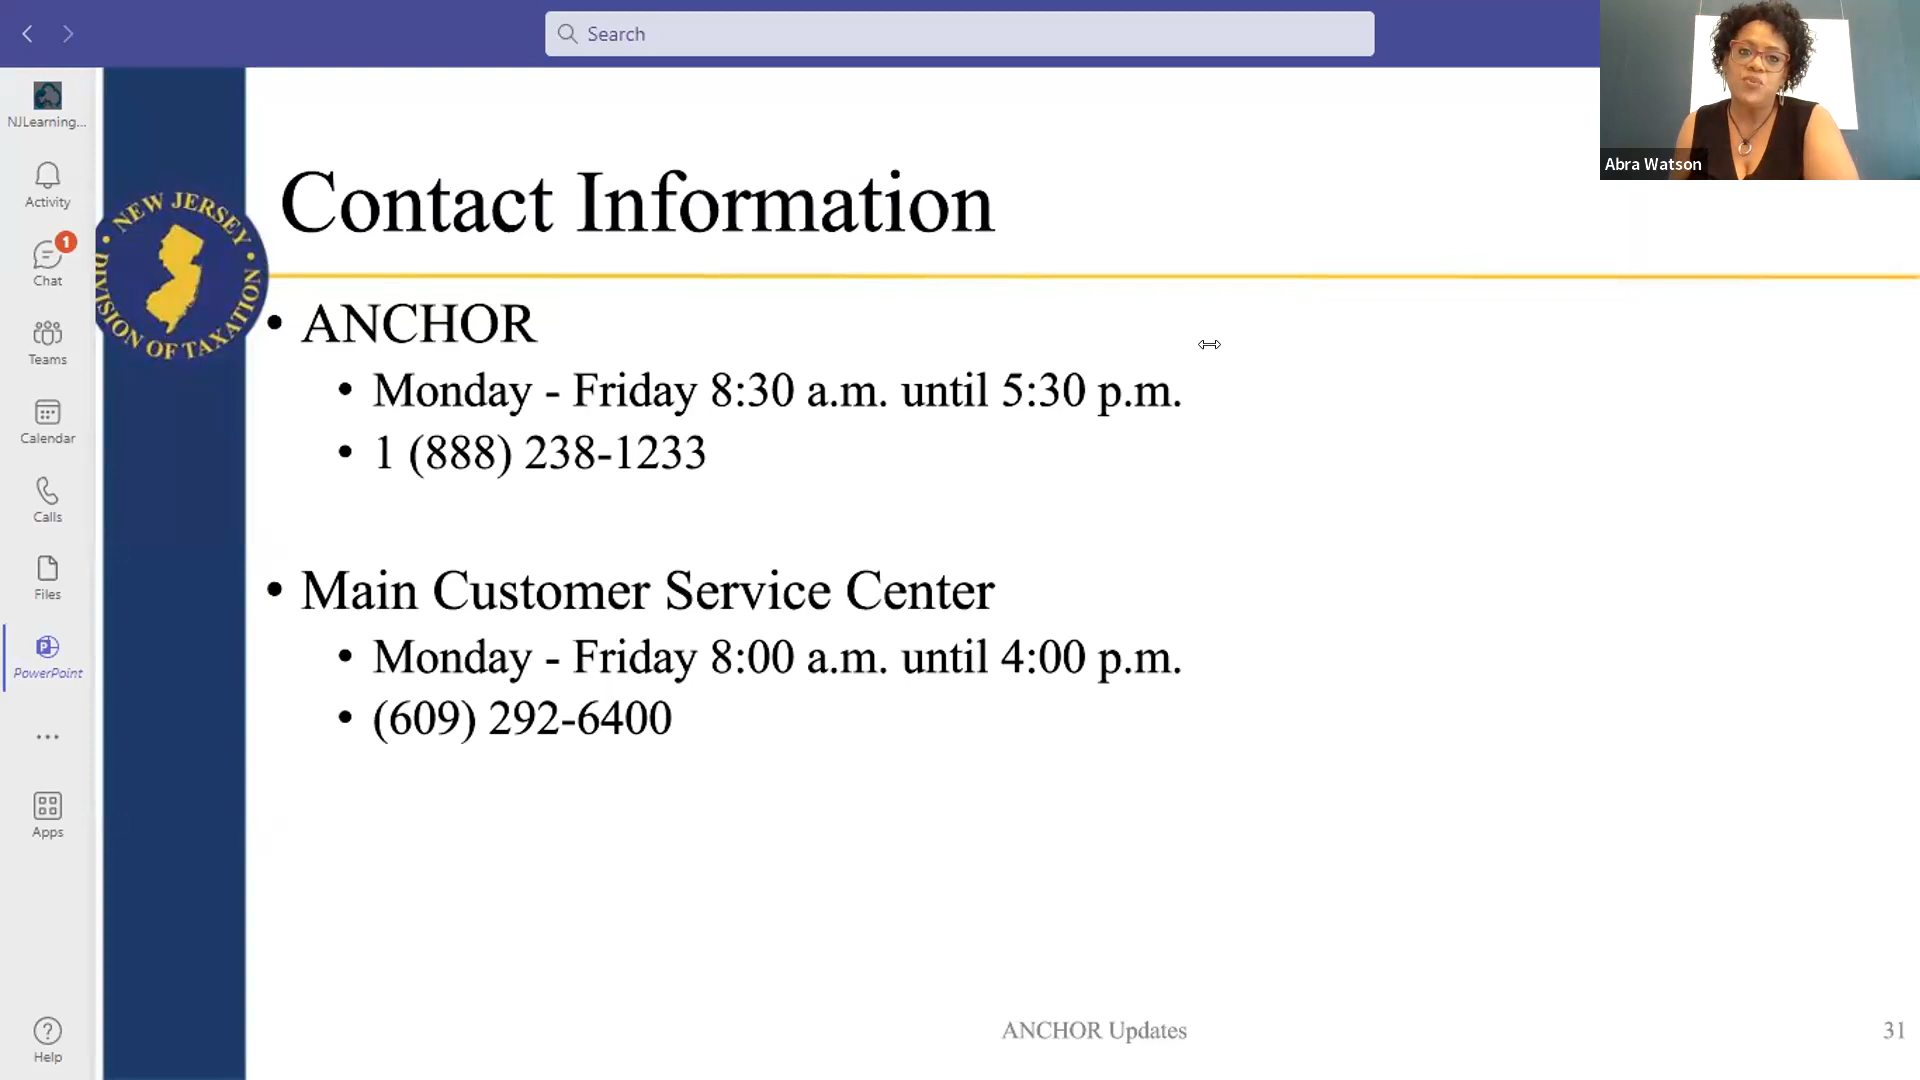 Search
Abra Watson
NJLearning...
Activity
1
Chat
Teams
Calendar
Calls
Files
PowerPoint
...
Apps
Help
NEW JERSEY
DIVISION OF TAXATION
Contact Information
• ANCHOR
• Monday - Friday 8:30 a.m. until 5:30 p.m.
• 1 (888) 238-1233
• Main Customer Service Center
• Monday - Friday 8:00 a.m. until 4:00 p.m.
• (609) 292-6400
ANCHOR Updates
31